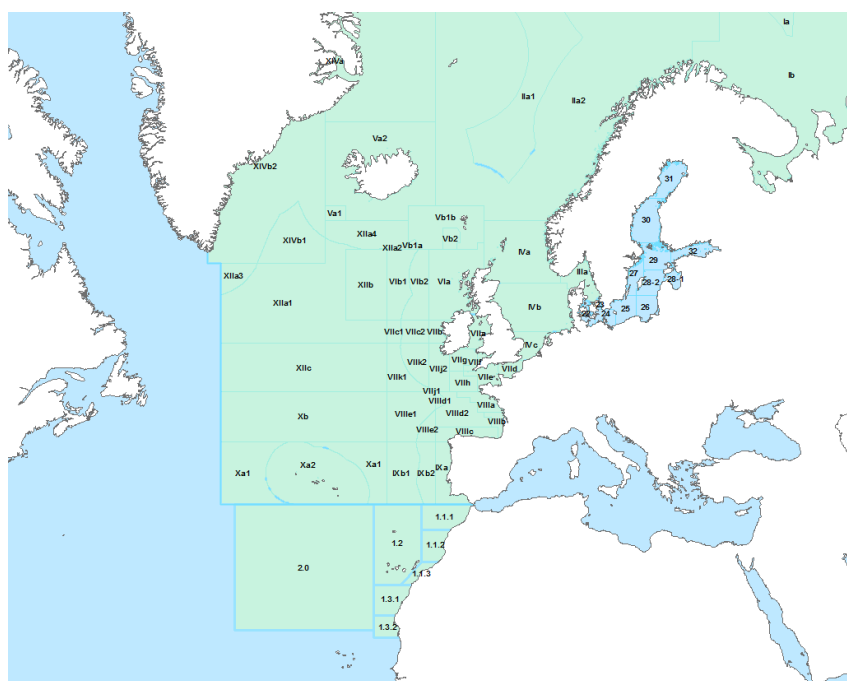 Ia
XIVa
Ib
IIa1
IIa2
Va2
XIVb2
31
Va1
Vb1b
30
XIIa4
XIVb1
Vb2
Vb1a
XIIa2
IVa
32
29
XIIa3
IIIa
27
28-2
28-1
XIIb
VIb1
VIb2
VIa
XIIa1
IVb
23
22
24
25
26
VIIc1
VIIc2
VIIb
VIIa
IVc
XIIc
VIIk2
VIIj2
VIIg
VIIf
VIId
VIIk1
VIIh
VIIe
VIIj1
VIIId1
VIIIa
Xb
VIIIe1
VIIId2
VIIIb
VIIIe2
VIIIc
Xa1
Xa2
Xa1
IXb1
IXb2
IXa
1.1.1
1.2
1.1.2
2.0
1.1.3
1.3.1
1.3.2